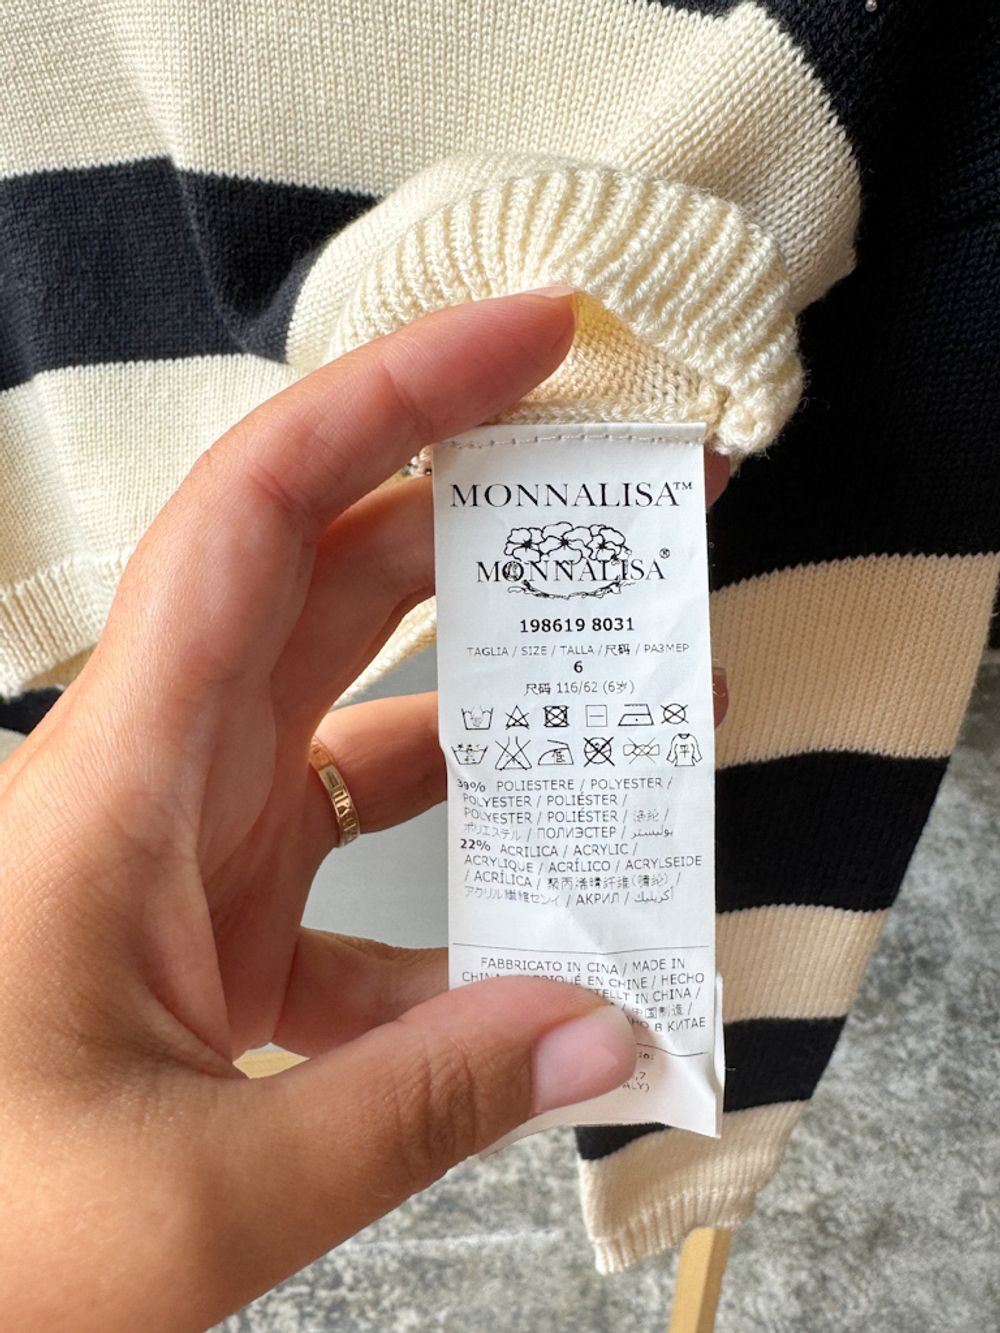 MONNALISA™
MONNALISA®
198619 8031
TAGLIA / SIZE / TALLA / 尺码 / РАЗМЕР
6
尺码 116/62 (6岁)
39% POLIESTERE / POLYESTER /
POLYESTER / POLIÉSTER /
POLYESTER / POLIÉSTER / 涤纶 /
ポリエステル / ПОЛИЭСТЕР / بوليستر
22% ACRILICA / ACRYLIC /
ACRYLIQUE / ACRÍLICO / ACRYLSEIDE
/ ACRÍLICA / 聚丙烯腈纤维(腈纶) /
アクリル繊維センイ / АКРИЛ / أكريليك
FABBRICATO IN CINA / MADE IN
CHINA / FABRIQUÉ EN CHINE / HECHO
IN CHINA /
中国制造 /
В КИТАЕ